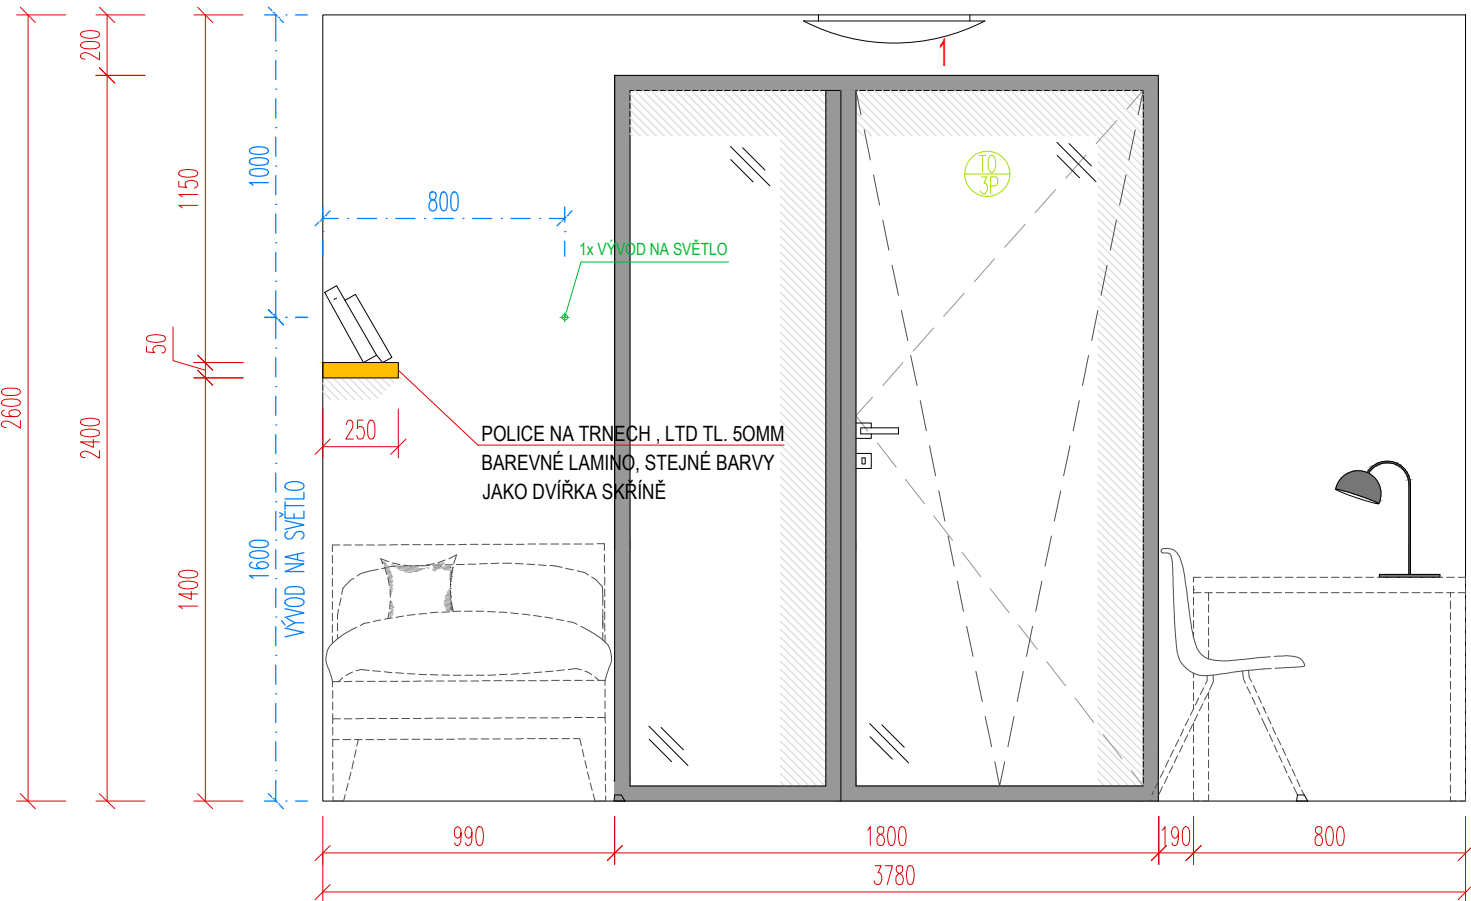 200
1
1000
1150
TO
3P
800
1x VÝVOD NA SVĚTLO
50
2600
2400
250
POLICE NA TRNECH , LTD TL. 5OMM
BAREVNÉ LAMINO, STEJNÉ BARVY
JAKO DVÍŘKA SKŘÍNĚ
1400
1600
VÝVOD NA SVĚTLO
990
1800
190
800
3780